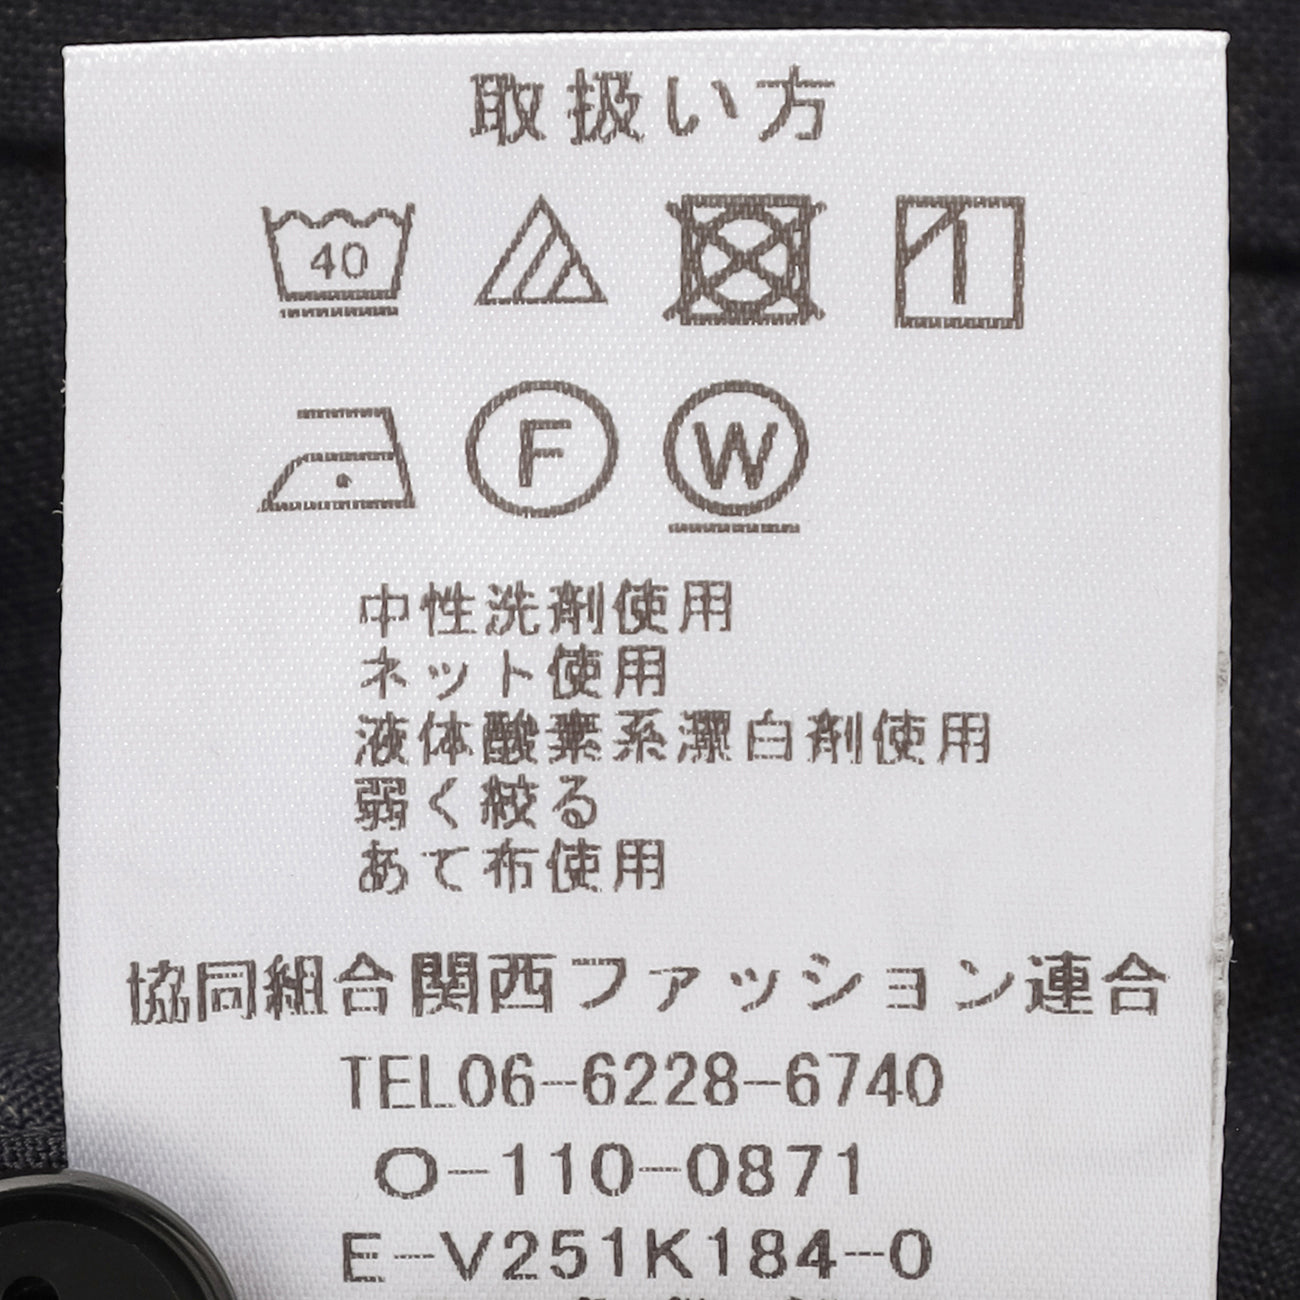 取扱い方
40
F W
中性洗剤使用
ネット使用
液体酸素系漂白剤使用
弱く絞る
あて布使用
協同組合関西ファッション連合
TEL06-6228-6740
O-110-0871
E-V251K184-0